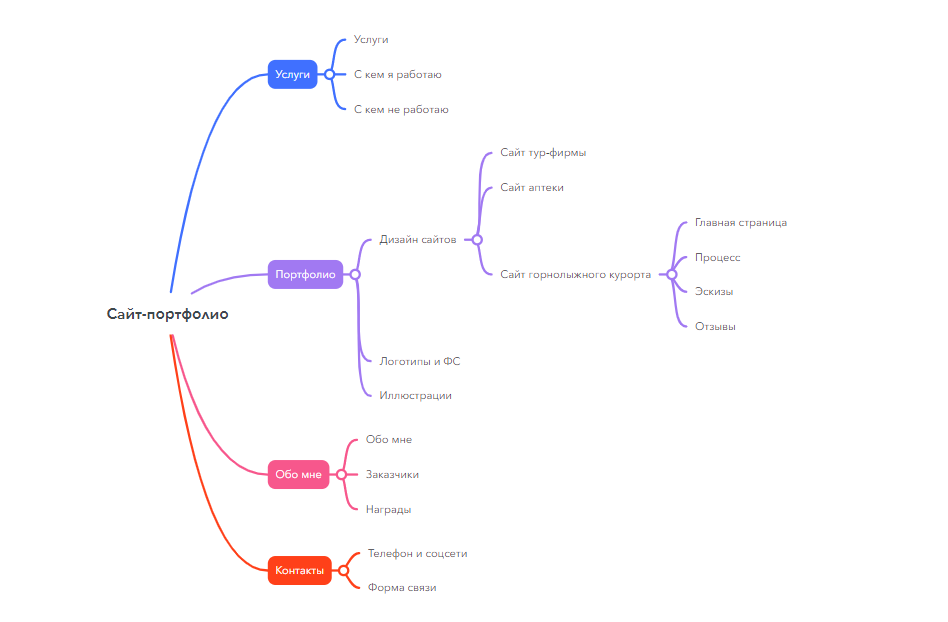 Сайт-портфолио
Услуги
Услуги
С кем я работаю
С кем не работаю
Портфолио
Дизайн сайтов
Сайт тур-фирмы
Сайт аптеки
Сайт горнолыжного курорта
Главная страница
Процесс
Эскизы
Отзывы
Логотипы и ФС
Иллюстрации
Обо мне
Обо мне
Заказчики
Награды
Контакты
Телефон и соцсети
Форма связи